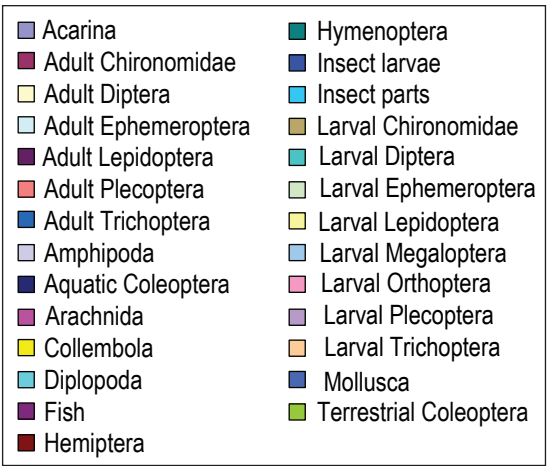 Acarina
Adult Chironomidae
Adult Diptera
Adult Ephemeroptera
Adult Lepidoptera
Adult Plecoptera
Adult Trichoptera
Amphipoda
Aquatic Coleoptera
Arachnida
Collembola
Diplopoda
Fish
Hemiptera
Hymenoptera
Insect larvae
Insect parts
Larval Chironomidae
Larval Diptera
Larval Ephemeroptera
Larval Lepidoptera
Larval Megaloptera
Larval Orthoptera
Larval Plecoptera
Larval Trichoptera
Mollusca
Terrestrial Coleoptera